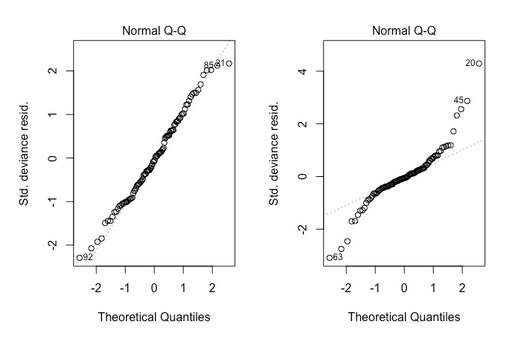 Normal Q-Q
Std. deviance resid.
2
1
0
-1
-2
21
92
-2 -1 0 1 2
Theoretical Quantiles
Normal Q-Q
Std. deviance resid.
4
2
0
-2
20
45
63
-2 -1 0 1 2
Theoretical Quantiles